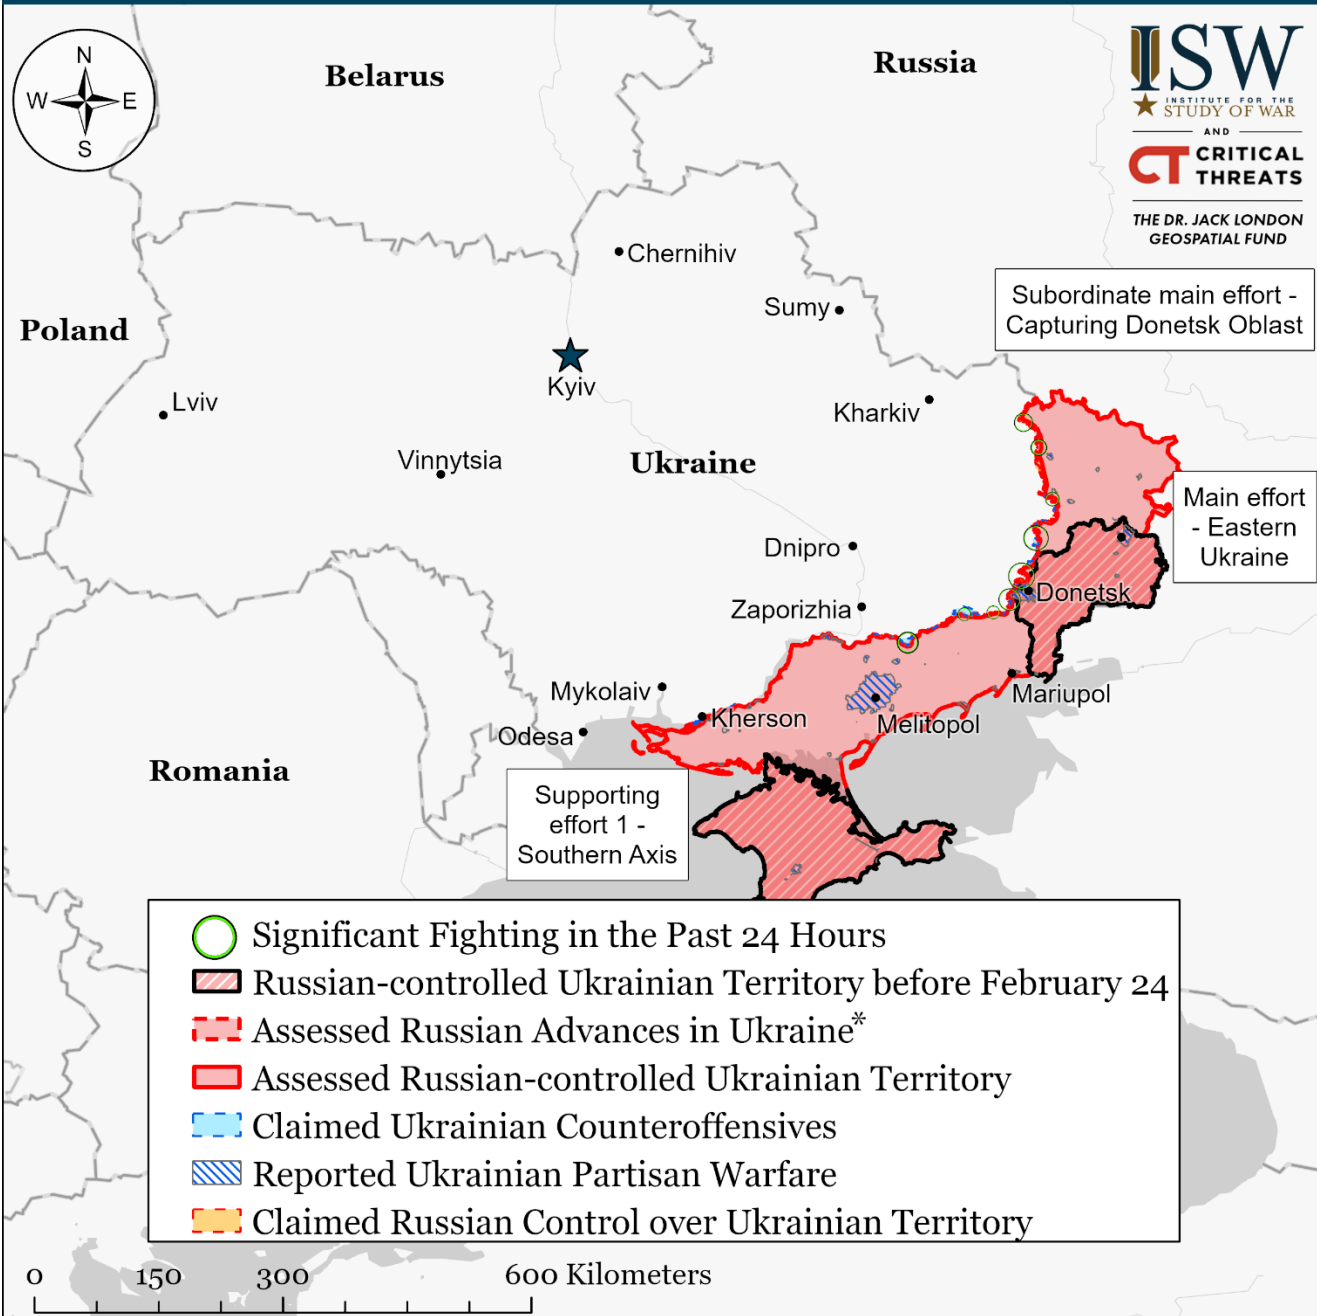 N
W
E
S
Belarus
Russia
ISW
INSTITUTE FOR THE
STUDY OF WAR
AND
CT CRITICAL
THREATS
THE DR. JACK LONDON
GEOSPATIAL FUND
Chernihiv
Subordinate main effort -
Capturing Donetsk Oblast
Sumy
Poland
Kyiv
Lviv
Kharkiv
Vinnytsia
Ukraine
Main effort
- Eastern
Ukraine
Dnipro
Donetsk
Zaporizhia
Mykolaiv
Mariupol
Kherson
Melitopol
Odesa
Romania
Supporting
effort 1 -
Southern Axis
Significant Fighting in the Past 24 Hours
Russian-controlled Ukrainian Territory before February 24
Assessed Russian Advances in Ukraine*
Assessed Russian-controlled Ukrainian Territory
Claimed Ukrainian Counteroffensives
Reported Ukrainian Partisan Warfare
Claimed Russian Control over Ukrainian Territory
0 150 300 600 Kilometers